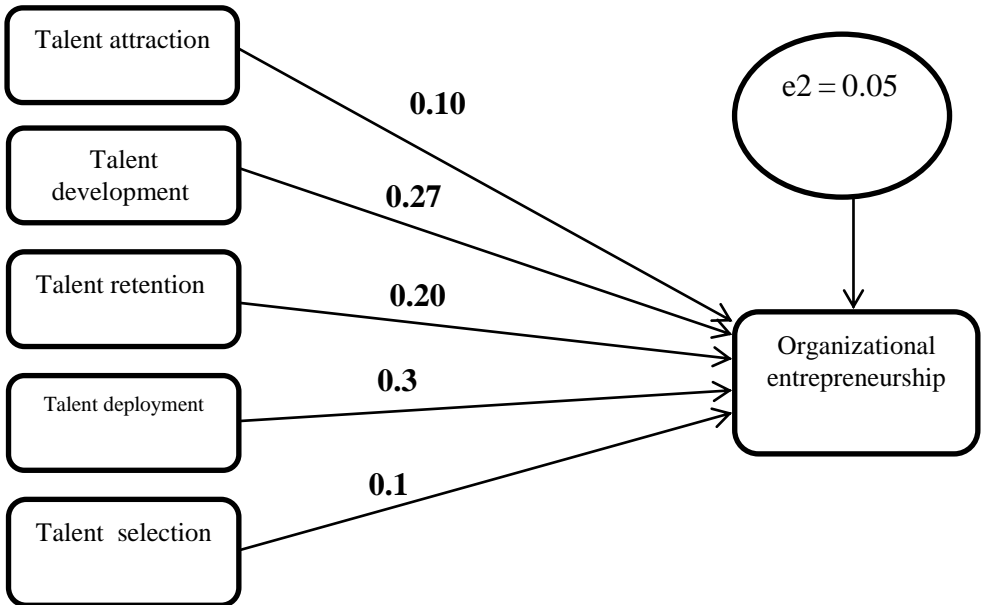 Talent attraction
0.10
e2 = 0.05
Talent
development
0.27
Talent retention
0.20
Organizational
entrepreneurship
Talent deployment
0.3
Talent selection
0.1